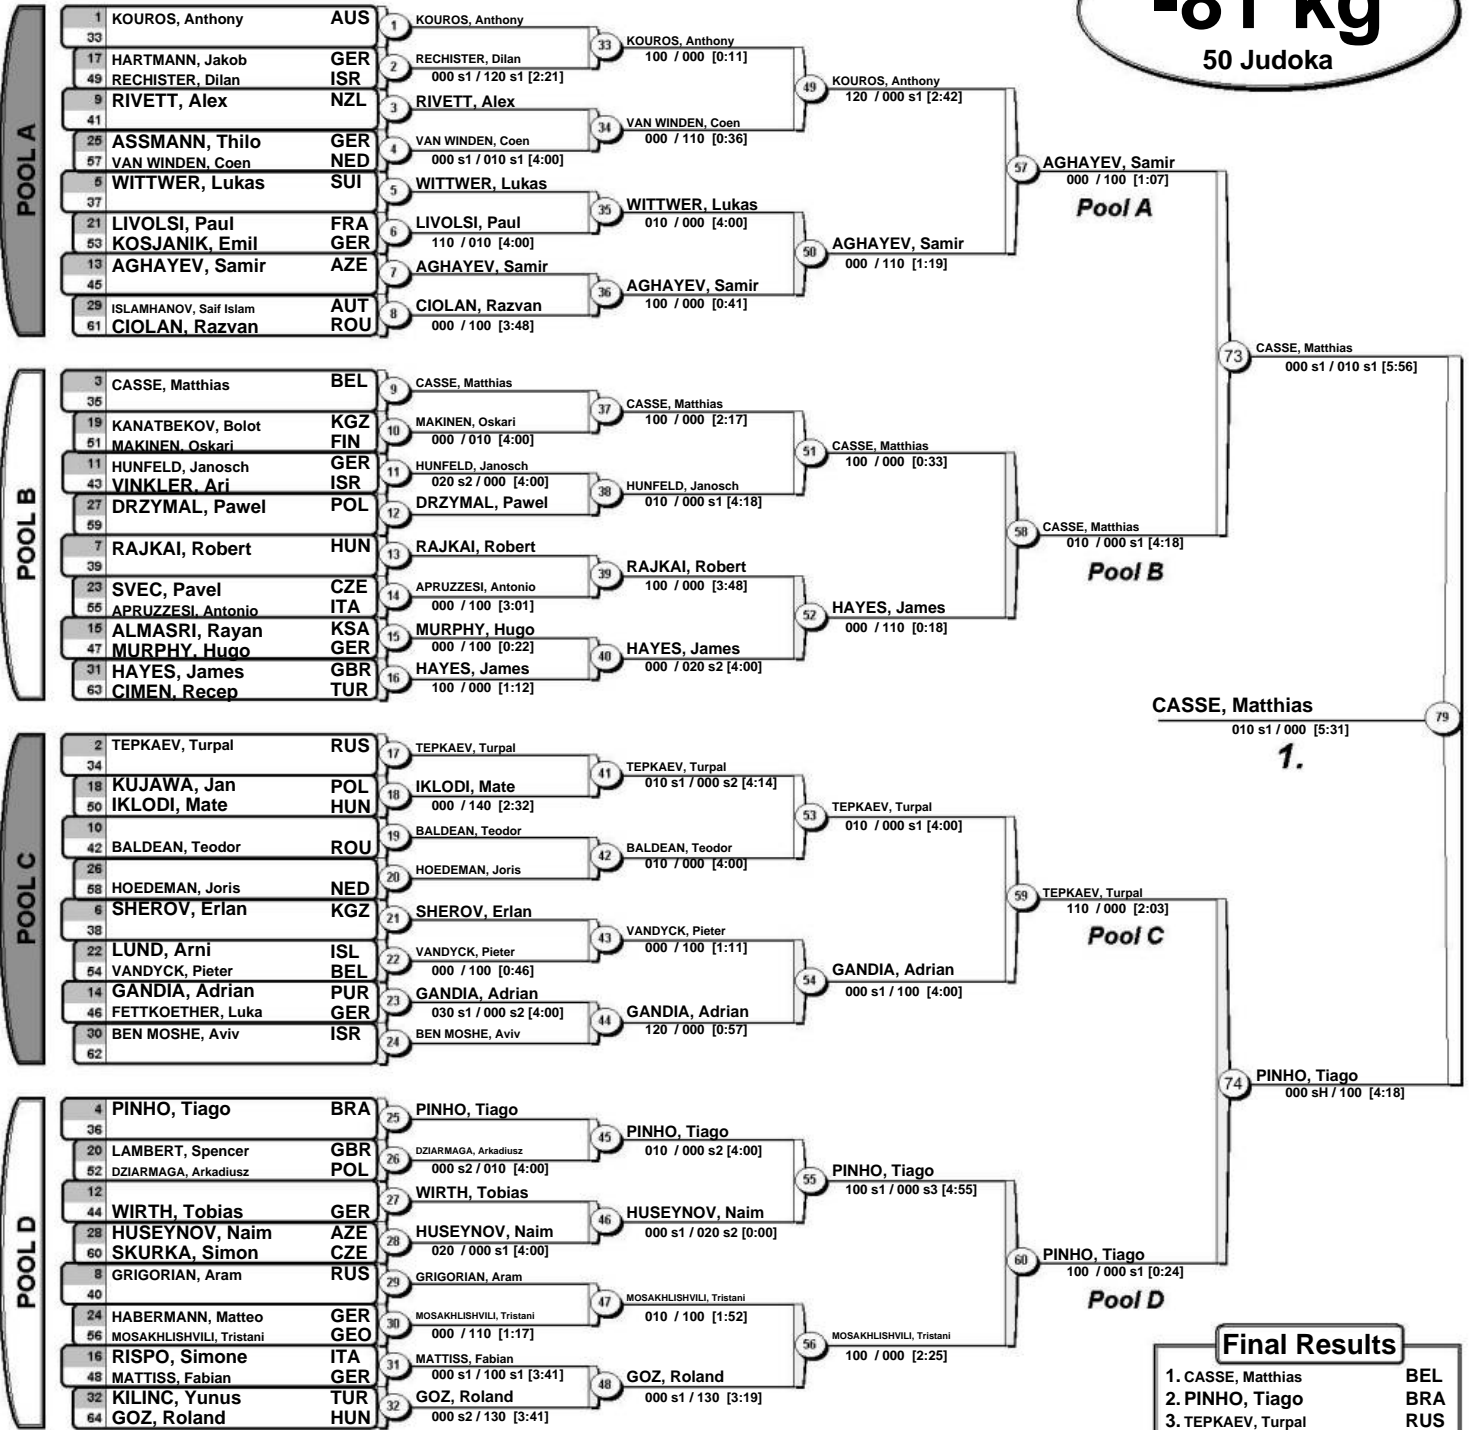 -81 kg
50 Judoka
POOL A
1 KOUROS, Anthony AUS
33
17 HARTMANN, Jakob GER
49 RECHISTER, Dilan ISR
9 RIVETT, Alex NZL
41
25 ASSMANN, Thilo GER
57 VAN WINDEN, Coen NED
5 WITTWER, Lukas SUI
37
21 LIVOLSI, Paul FRA
53 KOSJANIK, Emil GER
13 AGHAYEV, Samir AZE
45
29 ISLAMHANOV, Saif Islam AUT
61 CIOLAN, Razvan ROU
1 KOUROS, Anthony
2 RECHISTER, Dilan
000 s1 / 120 s1 [2:21]
3 RIVETT, Alex
4 VAN WINDEN, Coen
000 s1 / 010 s1 [4:00]
5 WITTWER, Lukas
6 LIVOLSI, Paul
110 / 010 [4:00]
7 AGHAYEV, Samir
8 CIOLAN, Razvan
000 / 100 [3:48]
33 KOUROS, Anthony
100 / 000 [0:11]
34 VAN WINDEN, Coen
000 / 110 [0:36]
35 WITTWER, Lukas
010 / 000 [4:00]
36 AGHAYEV, Samir
100 / 000 [0:41]
49 KOUROS, Anthony
120 / 000 s1 [2:42]
50 AGHAYEV, Samir
000 / 110 [1:19]
57 AGHAYEV, Samir
000 / 100 [1:07]
Pool A
POOL B
3 CASSE, Matthias BEL
35
19 KANATBEKOV, Bolot KGZ
51 MAKINEN, Oskari FIN
11 HUNFELD, Janosch GER
43 VINKLER, Ari ISR
27 DRZYMAL, Pawel POL
59
7 RAJKAI, Robert HUN
39
23 SVEC, Pavel CZE
55 APRUZZESI, Antonio ITA
15 ALMASRI, Rayan KSA
47 MURPHY, Hugo GER
31 HAYES, James GBR
63 CIMEN, Recep TUR
9 CASSE, Matthias
10 MAKINEN, Oskari
000 / 010 [4:00]
11 HUNFELD, Janosch
020 s2 / 000 [4:00]
12 DRZYMAL, Pawel
13 RAJKAI, Robert
14 APRUZZESI, Antonio
000 / 100 [3:01]
15 MURPHY, Hugo
000 / 100 [0:22]
16 HAYES, James
100 / 000 [1:12]
37 CASSE, Matthias
100 / 000 [2:17]
38 HUNFELD, Janosch
010 / 000 s1 [4:18]
39 RAJKAI, Robert
100 / 000 [3:48]
40 HAYES, James
000 / 020 s2 [4:00]
51 CASSE, Matthias
100 / 000 [0:33]
52 HAYES, James
000 / 110 [0:18]
58 CASSE, Matthias
010 / 000 s1 [4:18]
Pool B
73 CASSE, Matthias
000 s1 / 010 s1 [5:56]
CASSE, Matthias 79
010 s1 / 000 [5:31]
1.
POOL C
2 TEPKAEV, Turpal RUS
34
18 KUJAWA, Jan POL
50 IKLODI, Mate HUN
10
42 BALDEAN, Teodor ROU
26
58 HOEDEMAN, Joris NED
6 SHEROV, Erlan KGZ
38
22 LUND, Arni ISL
54 VANDYCK, Pieter BEL
14 GANDIA, Adrian PUR
46 FETTKOETHER, Luka GER
30 BEN MOSHE, Aviv ISR
62
17 TEPKAEV, Turpal
18 IKLODI, Mate
000 / 140 [2:32]
19 BALDEAN, Teodor
20 HOEDEMAN, Joris
21 SHEROV, Erlan
22 VANDYCK, Pieter
000 / 100 [0:46]
23 GANDIA, Adrian
030 s1 / 000 s2 [4:00]
24 BEN MOSHE, Aviv
41 TEPKAEV, Turpal
010 s1 / 000 s2 [4:14]
42 BALDEAN, Teodor
010 / 000 [4:00]
43 VANDYCK, Pieter
000 / 100 [1:11]
44 GANDIA, Adrian
120 / 000 [0:57]
53 TEPKAEV, Turpal
010 / 000 s1 [4:00]
54 GANDIA, Adrian
000 s1 / 100 [4:00]
59 TEPKAEV, Turpal
110 / 000 [2:03]
Pool C
POOL D
4 PINHO, Tiago BRA
36
20 LAMBERT, Spencer GBR
52 DZIARMAGA, Arkadiusz POL
12
44 WIRTH, Tobias GER
28 HUSEYNOV, Naim AZE
60 SKURKA, Simon CZE
8 GRIGORIAN, Aram RUS
40
24 HABERMANN, Matteo GER
56 MOSAKHLISHVILI, Tristani GEO
16 RISPO, Simone ITA
48 MATTISS, Fabian GER
32 KILINC, Yunus TUR
64 GOZ, Roland HUN
25 PINHO, Tiago
26 DZIARMAGA, Arkadiusz
000 s2 / 010 [4:00]
27 WIRTH, Tobias
28 HUSEYNOV, Naim
020 / 000 s1 [4:00]
29 GRIGORIAN, Aram
30 MOSAKHLISHVILI, Tristani
000 / 110 [1:17]
31 MATTISS, Fabian
000 s1 / 100 s1 [3:41]
32 GOZ, Roland
000 s2 / 130 [3:41]
45 PINHO, Tiago
010 / 000 s2 [4:00]
46 HUSEYNOV, Naim
000 s1 / 020 s2 [0:00]
47 MOSAKHLISHVILI, Tristani
010 / 100 [1:52]
48 GOZ, Roland
000 s1 / 130 [3:19]
55 PINHO, Tiago
100 s1 / 000 s3 [4:55]
56 MOSAKHLISHVILI, Tristani
100 / 000 [2:25]
60 PINHO, Tiago
100 / 000 s1 [0:24]
Pool D
74 PINHO, Tiago
000 sH / 100 [4:18]
Final Results
1. CASSE, Matthias BEL
2. PINHO, Tiago BRA
3. TEPKAEV, Turpal RUS